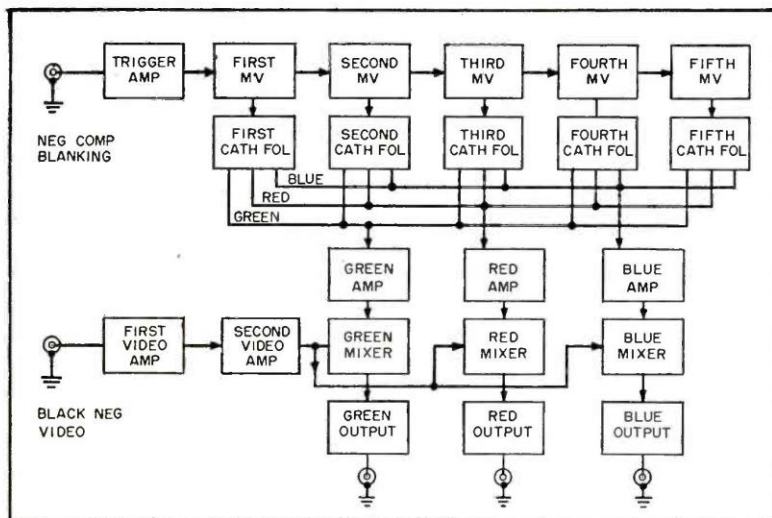 TRIGGER
AMP
FIRST
MV
SECOND
MV
THIRD
MV
FOURTH
MV
FIFTH
MV
NEG COMP
BLANKING
FIRST
CATH FOL
SECOND
CATH FOL
THIRD
CATH FOL
FOURTH
CATH FOL
FIFTH
CATH FOL
BLUE
RED
GREEN
GREEN
AMP
RED
AMP
BLUE
AMP
FIRST
VIDEO
AMP
SECOND
VIDEO
AMP
GREEN
MIXER
RED
MIXER
BLUE
MIXER
BLACK NEG
VIDEO
GREEN
OUTPUT
RED
OUTPUT
BLUE
OUTPUT